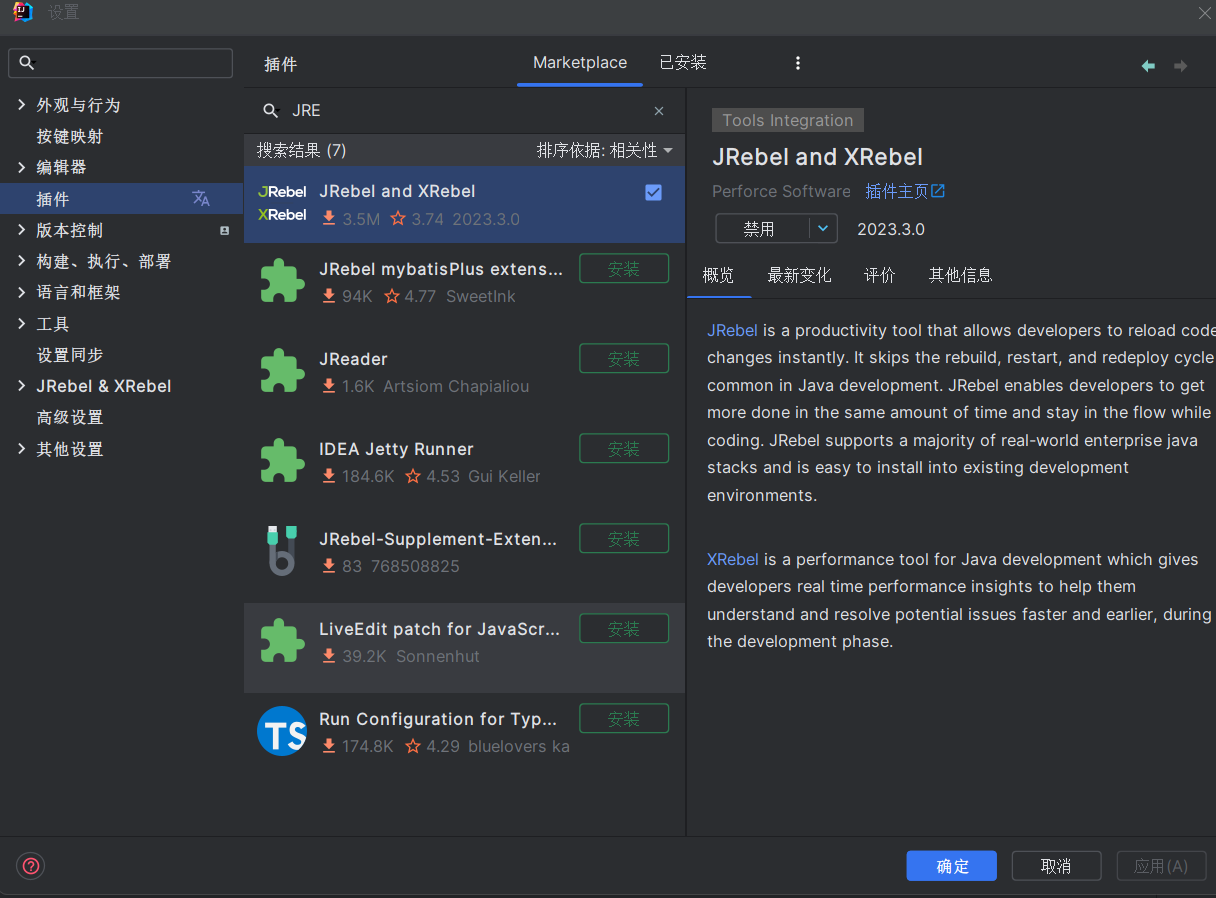 设置
插件
Marketplace
已安装
外观与行为
按键映射
编辑器
插件
版本控制
构建、执行、部署
语言和框架
工具
设置同步
JRebel & XRebel
高级设置
其他设置
JRE
搜索结果 (7)
排序依据: 相关性
JRebel
XRebel
JRebel and XRebel
3.5M 3.74 2023.3.0
JRebel mybatisPlus extens...
94K 4.77 SweetInk
安装
JReader
1.6K Artsiom Chapialiou
安装
IDEA Jetty Runner
184.6K 4.53 Gui Keller
安装
JRebel-Supplement-Exten...
83 768508825
安装
LiveEdit patch for JavaScr...
39.2K Sonnenhut
安装
TS
Run Configuration for Typ...
174.8K 4.29 bluelovers ka
安装
Tools Integration
JRebel and XRebel
Perforce Software 插件主页
禁用
2023.3.0
概览
最新变化
评价
其他信息
JRebel is a productivity tool that allows developers to reload code
changes instantly. It skips the rebuild, restart, and redeploy cycle
common in Java development. JRebel enables developers to get
more done in the same amount of time and stay in the flow while
coding. JRebel supports a majority of real-world enterprise java
stacks and is easy to install into existing development
environments.
XRebel is a performance tool for Java development which gives
developers real time performance insights to help them
understand and resolve potential issues faster and earlier, during
the development phase.
确定
取消
应用(A)